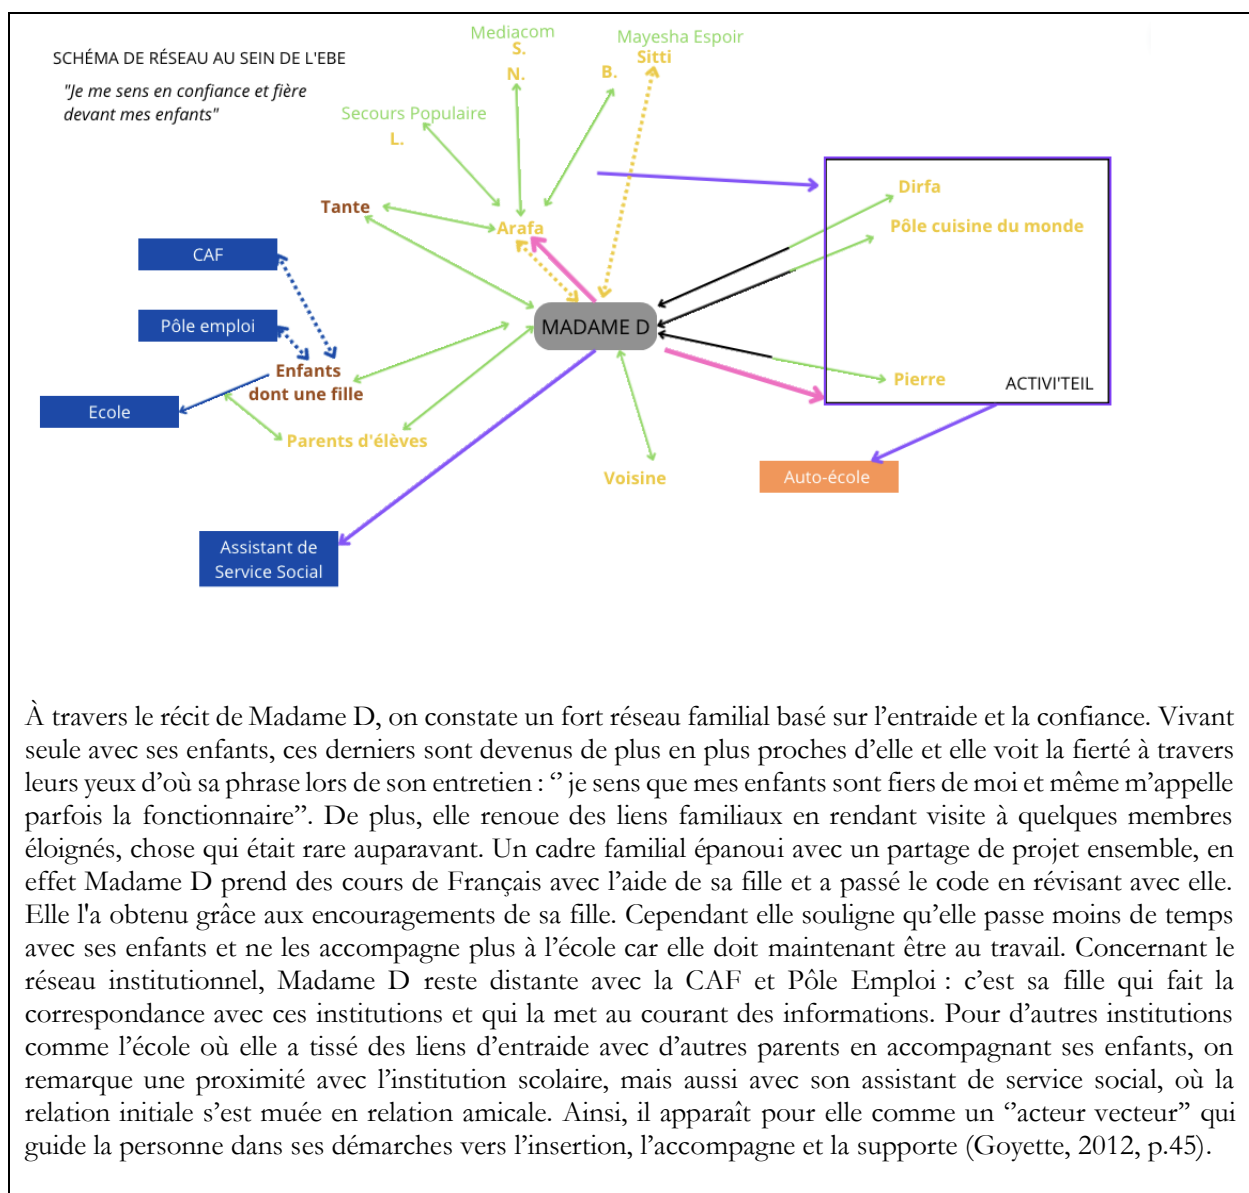 SCHÉMA DE RÉSEAU AU SEIN DE L'EBE
"Je me sens en confiance et fière
devant mes enfants"
Mediacom
S.
N.
Mayesha Espoir
Sitti
B.
Secours Populaire
L.
Tante
Arafa
Dirfa
Pôle cuisine du monde
CAF
Pôle emploi
MADAME D
Enfants
dont une fille
Pierre
ACTIVI'TEIL
Ecole
Parents d'élèves
Voisine
Auto-école
Assistant de
Service Social
À travers le récit de Madame D, on constate un fort réseau familial basé sur l'entraide et la confiance. Vivant
seule avec ses enfants, ces derniers sont devenus de plus en plus proches d'elle et elle voit la fierté à travers
leurs yeux d'où sa phrase lors de son entretien : ‘' je sens que mes enfants sont fiers de moi et même m'appelle
parfois la fonctionnaire”. De plus, elle renoue des liens familiaux en rendant visite à quelques membres
éloignés, chose qui était rare auparavant. Un cadre familial épanoui avec un partage de projet ensemble, en
effet Madame D prend des cours de Français avec l'aide de sa fille et a passé le code en révisant avec elle.
Elle l'a obtenu grâce aux encouragements de sa fille. Cependant elle souligne qu'elle passe moins de temps
avec ses enfants et ne les accompagne plus à l'école car elle doit maintenant être au travail. Concernant le
réseau institutionnel, Madame D reste distante avec la CAF et Pôle Emploi : c'est sa fille qui fait la
correspondance avec ces institutions et qui la met au courant des informations. Pour d'autres institutions
comme l'école où elle a tissé des liens d'entraide avec d'autres parents en accompagnant ses enfants, on
remarque une proximité avec l'institution scolaire, mais aussi avec son assistant de service social, où la
relation initiale s'est muée en relation amicale. Ainsi, il apparaît pour elle comme un ‘'acteur vecteur” qui
guide la personne dans ses démarches vers l'insertion, l'accompagne et la supporte (Goyette, 2012, p.45).